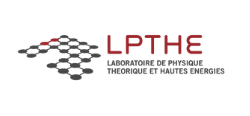 LPTHE
LABORATOIRE DE PHYSIQUE
THEORIQUE ET HAUTES ENERGIES